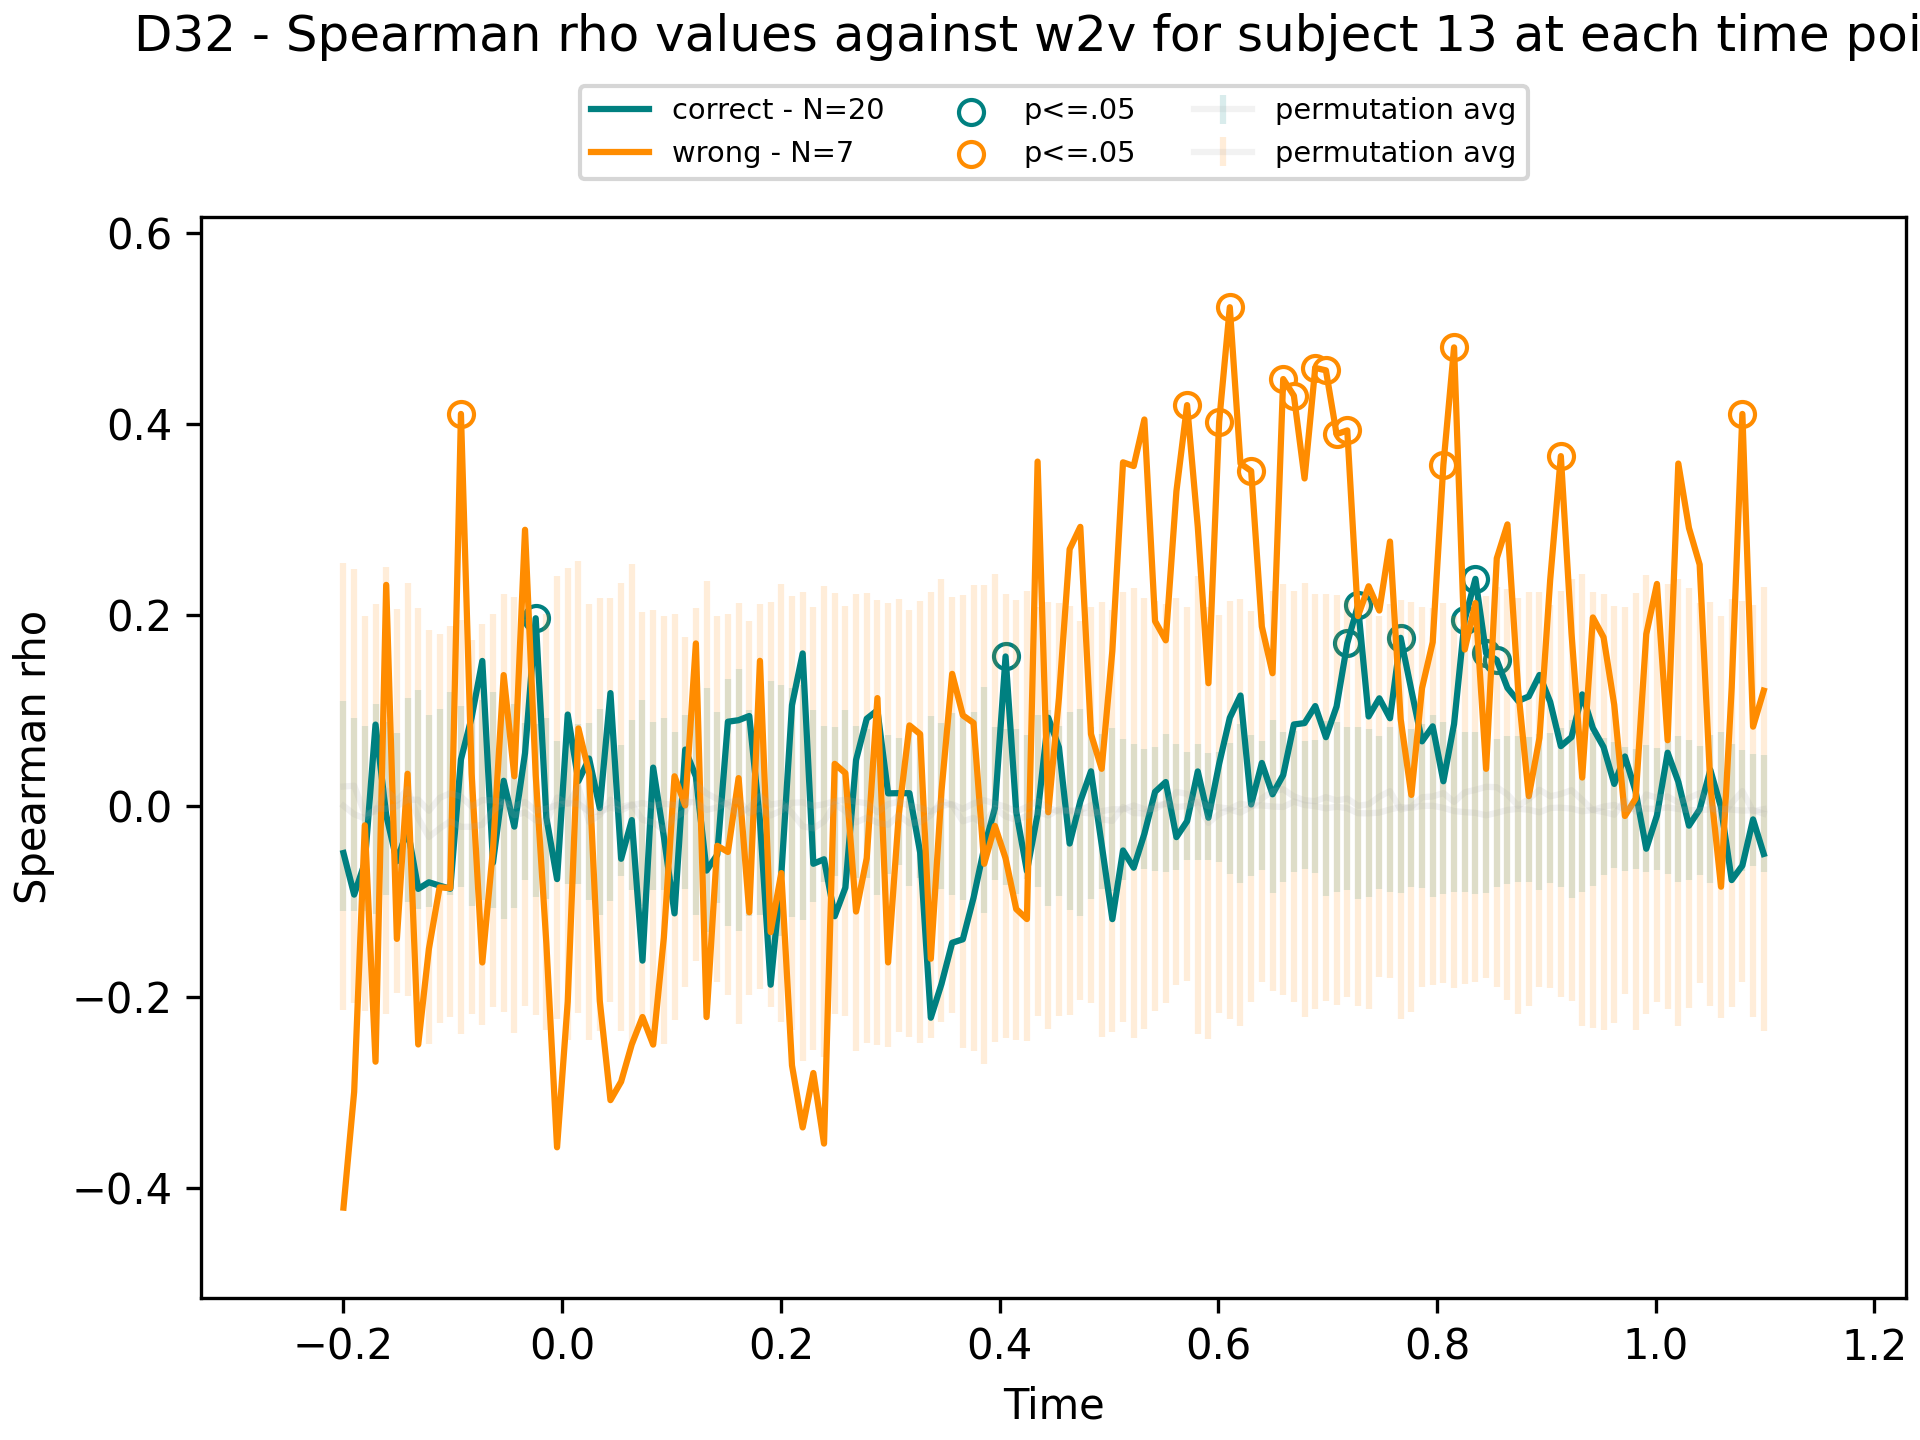 D32 - Spearman rho values against w2v for subject 13 at each time poi
correct - N=20
wrong - N=7
p<=.05
p<=.05
permutation avg
permutation avg
0.6
0.4
0.2
0.0
−0.2
−0.4
Spearman rho
−0.2 0.0 0.2 0.4 0.6 0.8 1.0 1.2
Time